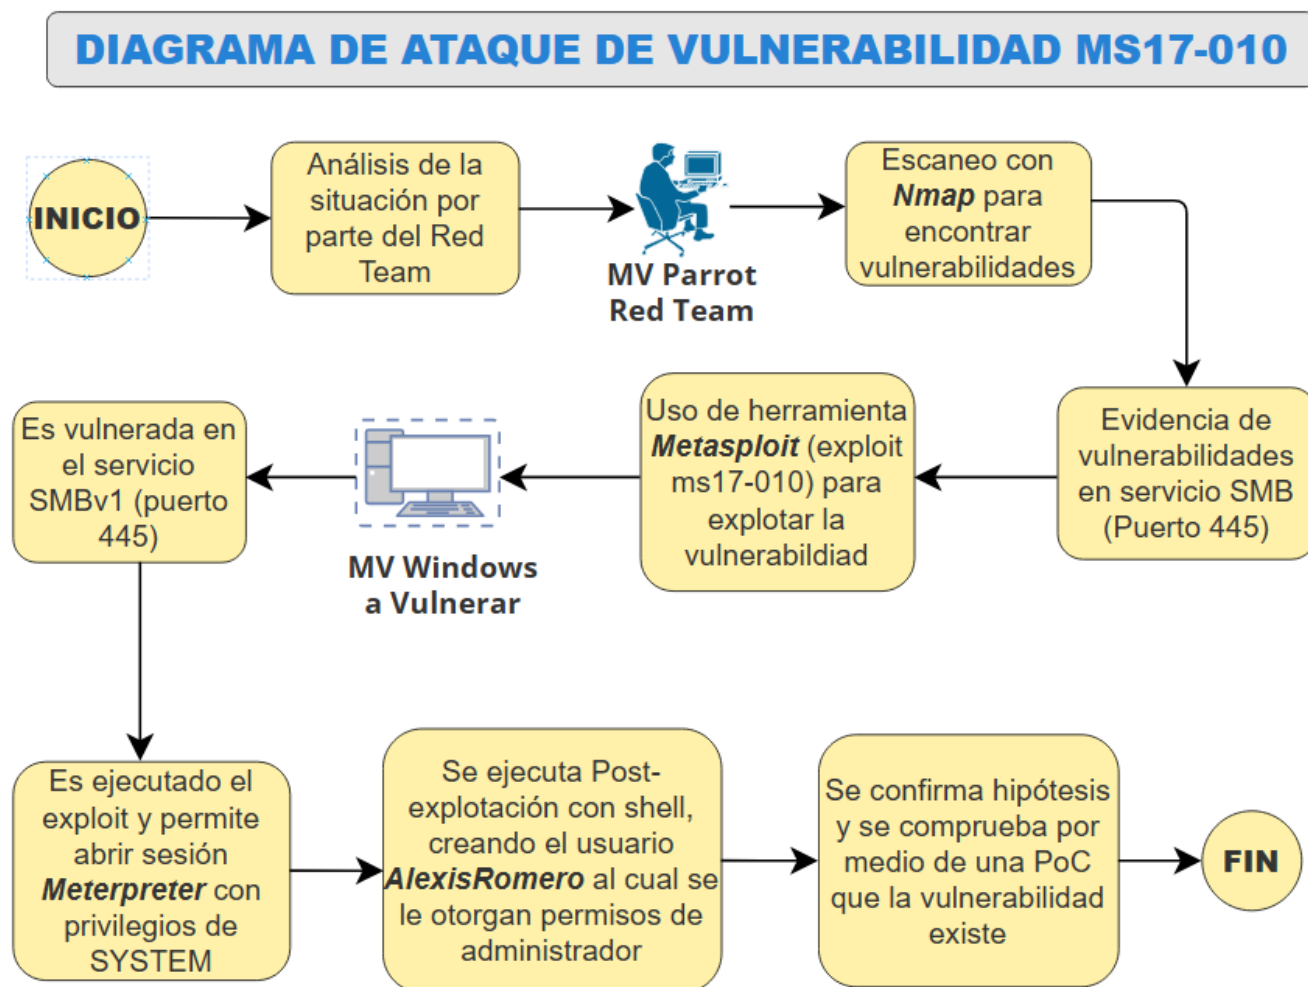 DIAGRAMA DE ATAQUE DE VULNERABILIDAD MS17-010
INICIO
Análisis de la
situación por
parte del Red
Team
MV Parrot
Red Team
Escaneo con
Nmap para
encontrar
vulnerabilidades
Evidencia de
vulnerabilidades
en servicio SMB
(Puerto 445)
Uso de herramienta
Metasploit (exploit
ms17-010) para
explotar la
vulnerabildiad
MV Windows
a Vulnerar
Es vulnerada en
el servicio
SMBv1 (puerto
445)
Es ejecutado el
exploit y permite
abrir sesión
Meterpreter con
privilegios de
SYSTEM
Se ejecuta Post-
explotación con shell,
creando el usuario
AlexisRomero al cual se
le otorgan permisos de
administrador
Se confirma hipótesis
y se comprueba por
medio de una PoC
que la vulnerabilidad
existe
FIN